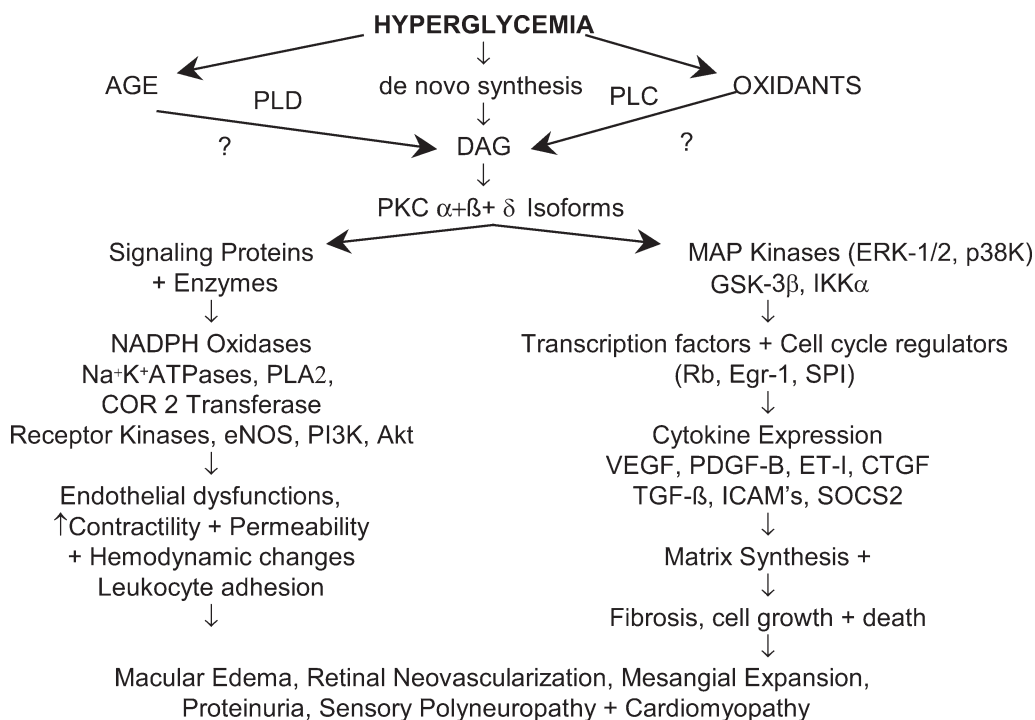 HYPERGLYCEMIA
AGE
de novo synthesis
OXIDANTS
PLD
PLC
?
DAG
?
PKC α+ß+ δ Isoforms
Signaling Proteins
+ Enzymes
↓
NADPH Oxidases
Na⁺K⁺ATPases, PLA2,
COR 2 Transferase
Receptor Kinases, eNOS, PI3K, Akt
↓
Endothelial dysfunctions,
↑Contractility + Permeability
+ Hemodynamic changes
Leukocyte adhesion
↓
MAP Kinases (ERK-1/2, p38K)
GSK-3β, IKKα
↓
Transcription factors + Cell cycle regulators
(Rb, Egr-1, SPI)
↓
Cytokine Expression
VEGF, PDGF-B, ET-I, CTGF
TGF-ß, ICAM's, SOCS2
↓
Matrix Synthesis +
↓
Fibrosis, cell growth + death
↓
Macular Edema, Retinal Neovascularization, Mesangial Expansion,
Proteinuria, Sensory Polyneuropathy + Cardiomyopathy